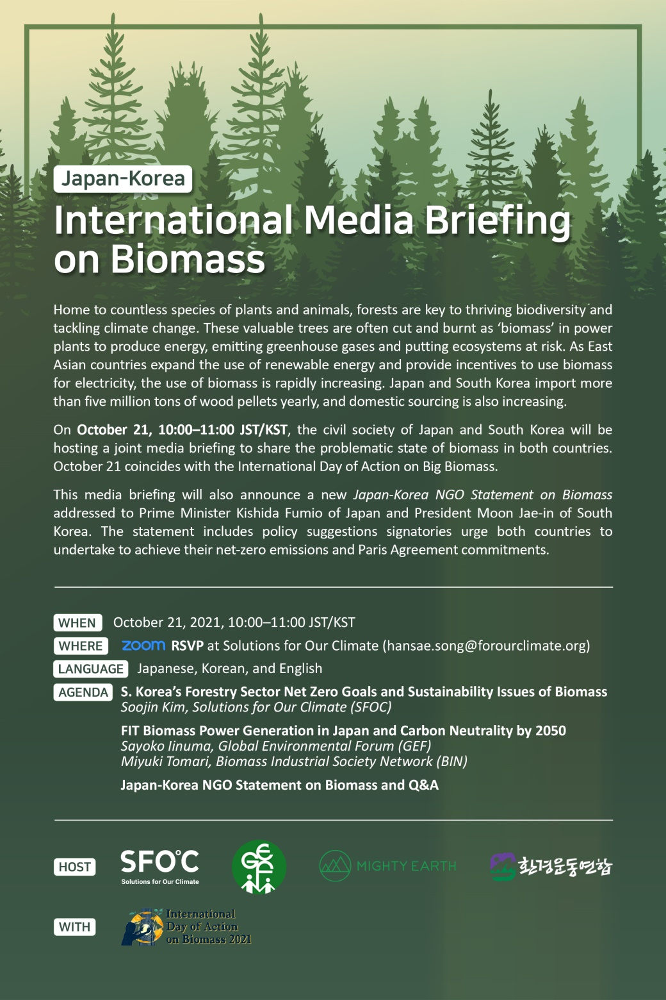 Japan-Korea
International Media Briefing
on Biomass
Home to countless species of plants and animals, forests are key to thriving biodiversity and
tackling climate change. These valuable trees are often cut and burnt as ‘biomass’ in power
plants to produce energy, emitting greenhouse gases and putting ecosystems at risk. As East
Asian countries expand the use of renewable energy and provide incentives to use biomass
for electricity, the use of biomass is rapidly increasing. Japan and South Korea import more
than five million tons of wood pellets yearly, and domestic sourcing is also increasing.
On October 21, 10:00–11:00 JST/KST, the civil society of Japan and South Korea will be
hosting a joint media briefing to share the problematic state of biomass in both countries.
October 21 coincides with the International Day of Action on Big Biomass.
This media briefing will also announce a new Japan-Korea NGO Statement on Biomass
addressed to Prime Minister Kishida Fumio of Japan and President Moon Jae-in of South
Korea. The statement includes policy suggestions signatories urge both countries to
undertake to achieve their net-zero emissions and Paris Agreement commitments.
WHEN October 21, 2021, 10:00–11:00 JST/KST
WHERE zoom RSVP at Solutions for Our Climate (hansae.song@forourclimate.org)
LANGUAGE Japanese, Korean, and English
AGENDA S. Korea’s Forestry Sector Net Zero Goals and Sustainability Issues of Biomass
Soojin Kim, Solutions for Our Climate (SFOC)
FIT Biomass Power Generation in Japan and Carbon Neutrality by 2050
Sayoko Iinuma, Global Environmental Forum (GEF)
Miyuki Tomari, Biomass Industrial Society Network (BIN)
Japan-Korea NGO Statement on Biomass and Q&A
HOST SFO°C
Solutions for Our Climate
MIGHTY EARTH
환경운동연합
WITH
International
Day of Action
on Biomass 2021